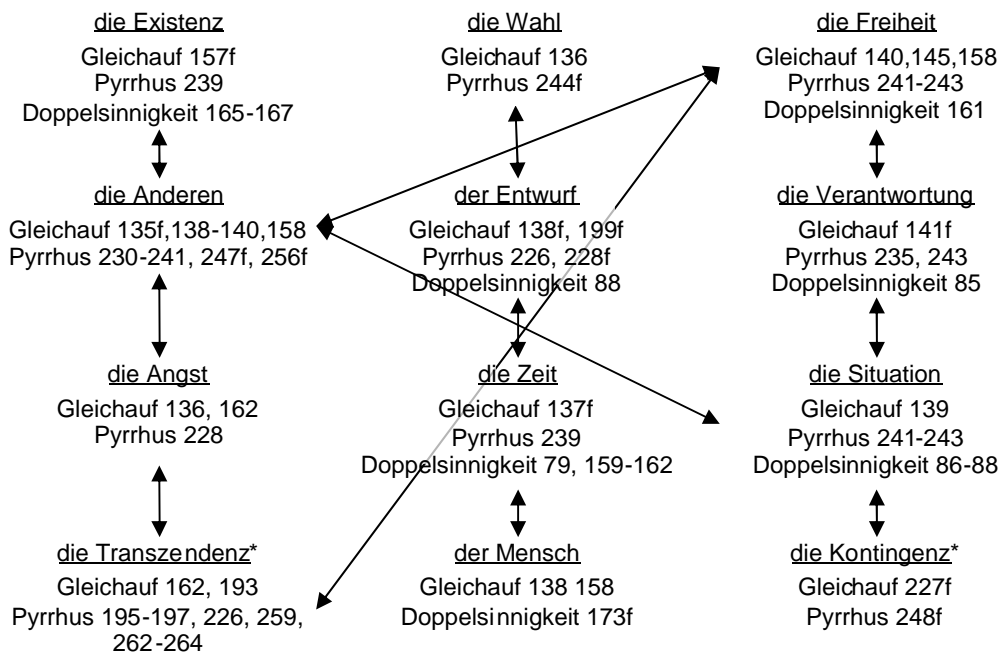 die Existenz
Gleichauf 157f
Pyrrhus 239
Doppelsinnigkeit 165-167
die Wahl
Gleichauf 136
Pyrrhus 244f
die Freiheit
Gleichauf 140,145,158
Pyrrhus 241-243
Doppelsinnigkeit 161
die Anderen
Gleichauf 135f,138-140,158
Pyrrhus 230-241, 247f, 256f
der Entwurf
Gleichauf 138f, 199f
Pyrrhus 226, 228f
Doppelsinnigkeit 88
die Verantwortung
Gleichauf 141f
Pyrrhus 235, 243
Doppelsinnigkeit 85
die Angst
Gleichauf 136, 162
Pyrrhus 228
die Zeit
Gleichauf 137f
Pyrrhus 239
Doppelsinnigkeit 79, 159-162
die Situation
Gleichauf 139
Pyrrhus 241-243
Doppelsinnigkeit 86-88
die Transzendenz*
Gleichauf 162, 193
Pyrrhus 195-197, 226, 259,
262-264
der Mensch
Gleichauf 138 158
Doppelsinnigkeit 173f
die Kontingenz*
Gleichauf 227f
Pyrrhus 248f